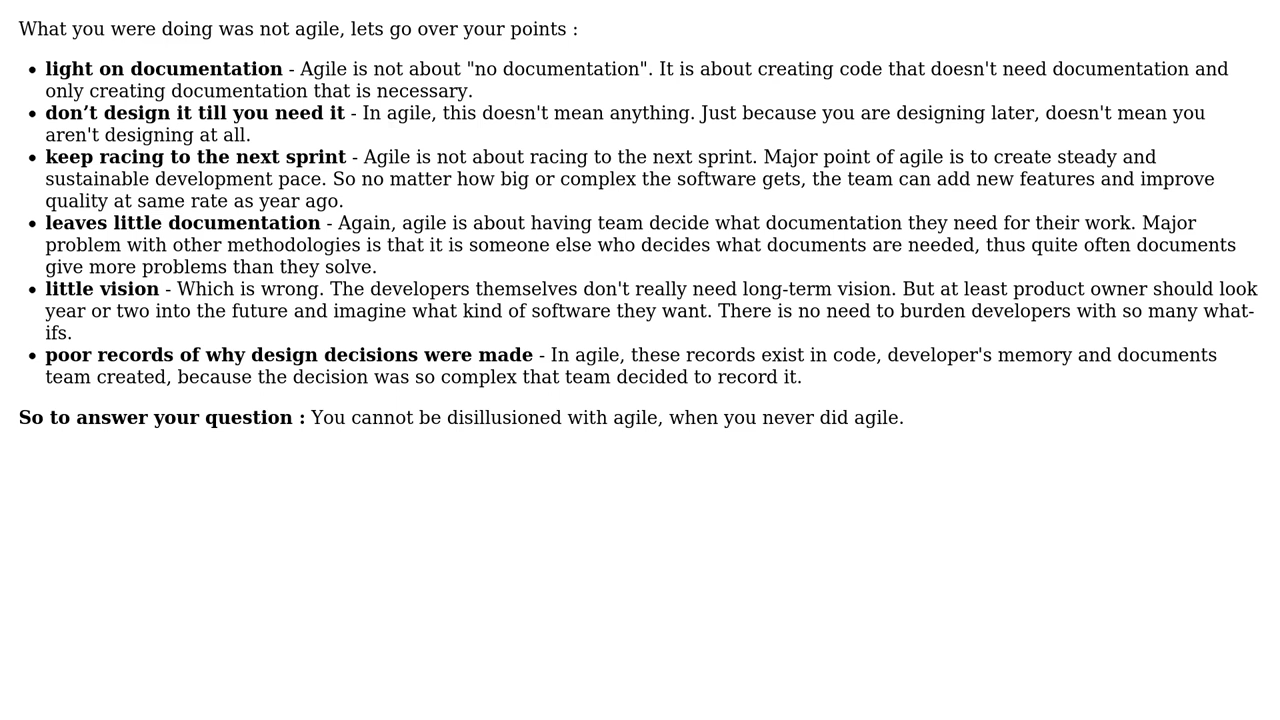 What you were doing was not agile, lets go over your points :
• light on documentation - Agile is not about "no documentation". It is about creating code that doesn't need documentation and
only creating documentation that is necessary.
• don’t design it till you need it - In agile, this doesn't mean anything. Just because you are designing later, doesn't mean you
aren't designing at all.
• keep racing to the next sprint - Agile is not about racing to the next sprint. Major point of agile is to create steady and
sustainable development pace. So no matter how big or complex the software gets, the team can add new features and improve
quality at same rate as year ago.
• leaves little documentation - Again, agile is about having team decide what documentation they need for their work. Major
problem with other methodologies is that it is someone else who decides what documents are needed, thus quite often documents
give more problems than they solve.
• little vision - Which is wrong. The developers themselves don't really need long-term vision. But at least product owner should look
year or two into the future and imagine what kind of software they want. There is no need to burden developers with so many what-
ifs.
• poor records of why design decisions were made - In agile, these records exist in code, developer's memory and documents
team created, because the decision was so complex that team decided to record it.
So to answer your question : You cannot be disillusioned with agile, when you never did agile.